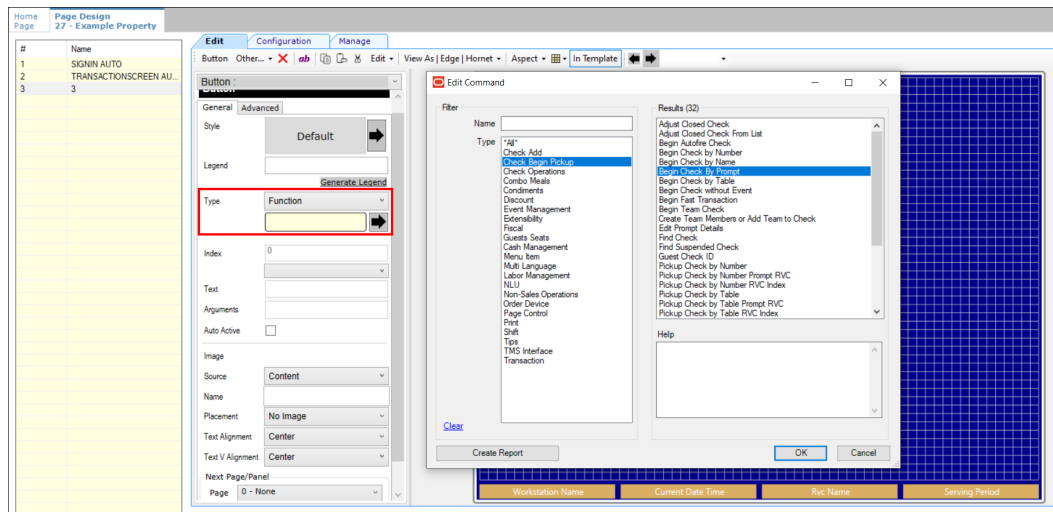 Home
Page
Page Design
27 - Example Property
# Name
1 SIGNIN AUTO
2 TRANSACTIONSCREEN AU...
3 3
Edit Configuration Manage
Button Other... ab Edit View As | Edge | Hornet Aspect In Template
Button :
General Advanced
Style Default
Legend
Generate Legend
Type Function
Index 0
Text
Arguments
Auto Active
Image
Source Content
Name
Placement No Image
Text Alignment Center
Text V Alignment Center
Next Page/Panel
Page 0 - None
Edit Command
Filter
Name
Type *All*
Check Add
Check Begin Pickup
Check Operations
Combo Meals
Condiments
Discount
Event Management
Extensibility
Fiscal
Guests Seats
Cash Management
Menu Item
Multi Language
Labor Management
NLU
Non-Sales Operations
Order Device
Page Control
Print
Shift
Tips
TMS Interface
Transaction
Clear
Create Report
Results (32)
Adjust Closed Check
Adjust Closed Check From List
Begin Autofire Check
Begin Check by Number
Begin Check by Name
Begin Check By Prompt
Begin Check by Table
Begin Check without Event
Begin Fast Transaction
Begin Team Check
Create Team Members or Add Team to Check
Edit Prompt Details
Find Check
Find Suspended Check
Guest Check ID
Pickup Check by Number
Pickup Check by Number Prompt RVC
Pickup Check by Number RVC Index
Pickup Check by Table
Pickup Check by Table Prompt RVC
Pickup Check by Table RVC Index
Help
OK Cancel
Workstation Name Current Date Time Rvc Name Serving Period